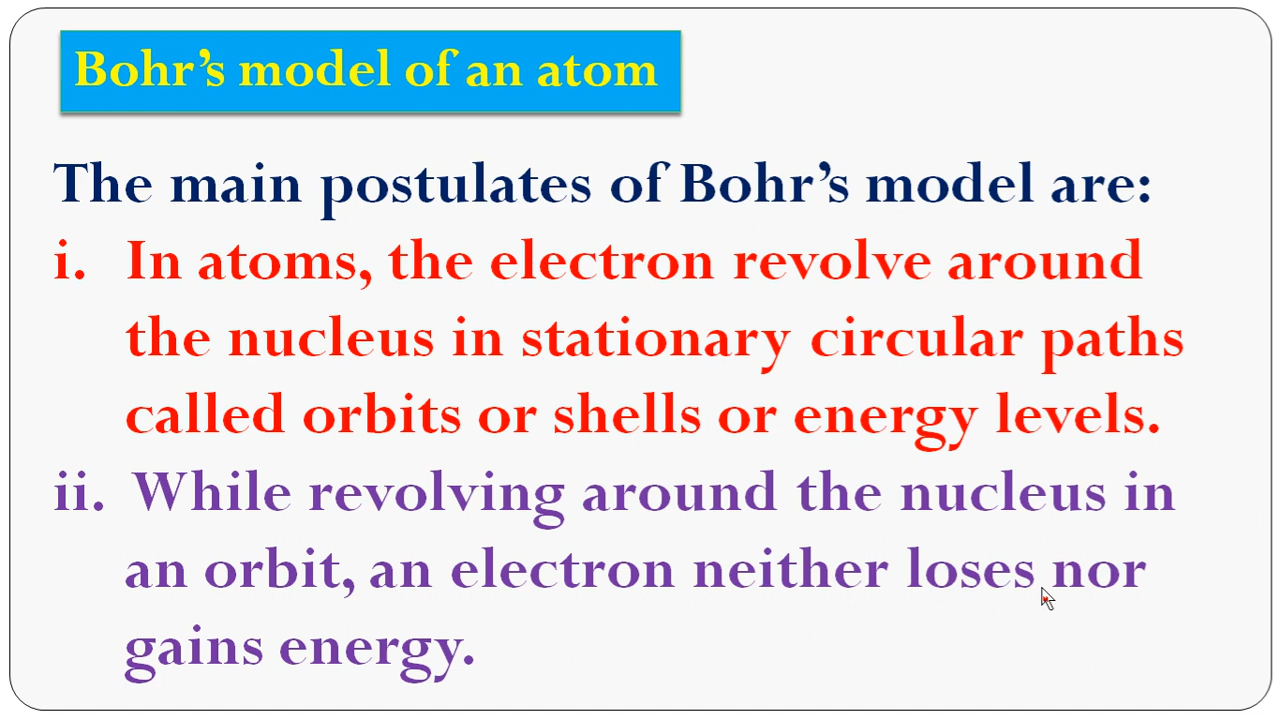 Bohr’s model of an atom
The main postulates of Bohr’s model are:
i. In atoms, the electron revolve around
the nucleus in stationary circular paths
called orbits or shells or energy levels.
ii. While revolving around the nucleus in
an orbit, an electron neither loses nor
gains energy.